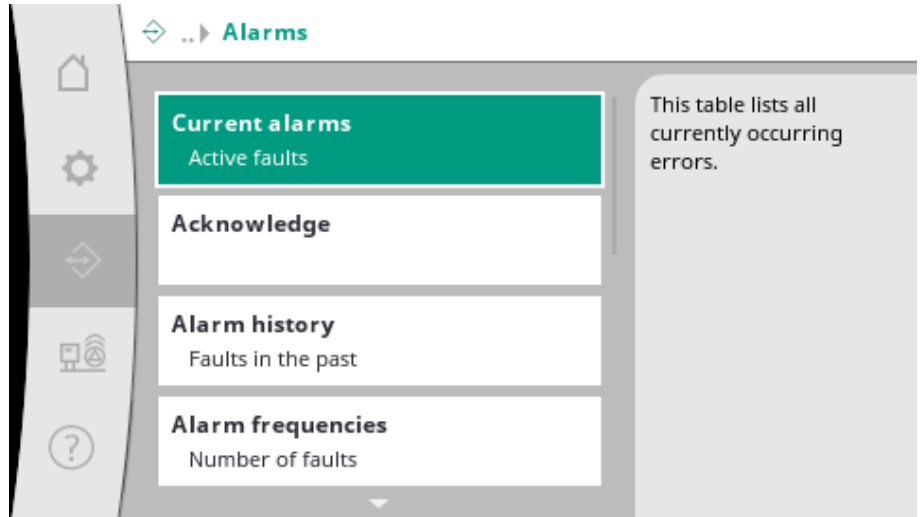 .. Alarms
Current alarms
Active faults
Acknowledge
Alarm history
Faults in the past
Alarm frequencies
Number of faults
This table lists all
currently occurring
errors.
?